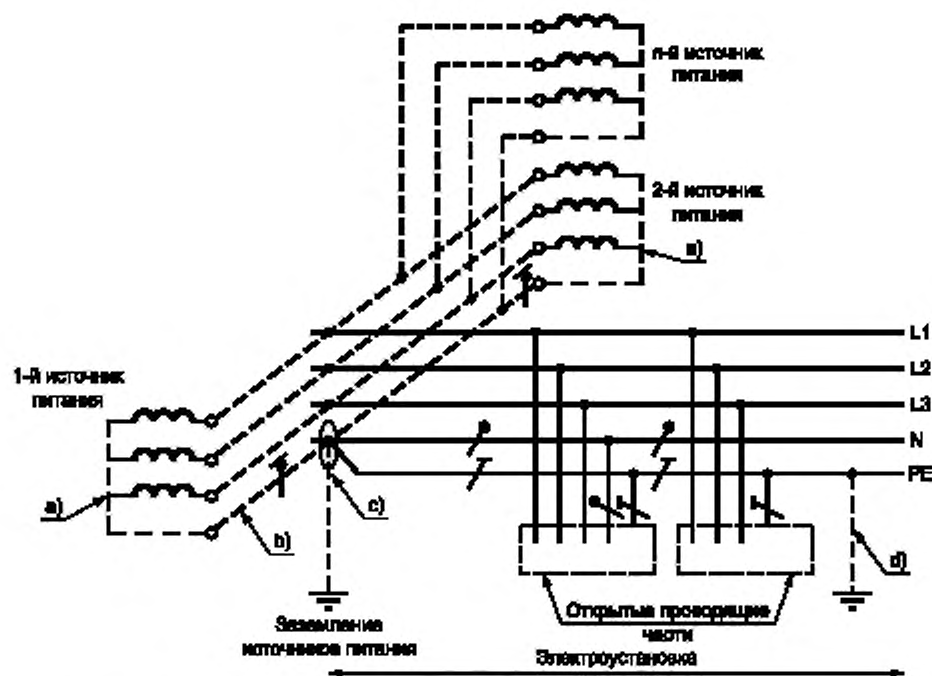 n-й источник
питания
2-й источник
питания
a)
L1
1-й источник
питания
L2
L3
N
PE
a)
b)
c)
d)
Заземление
источников питания
Открытые проводящие
части
Электроустановка